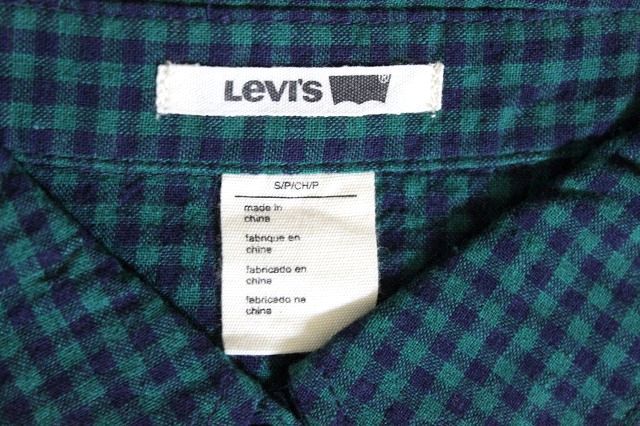 LEVI'S ®
S/P/CH/P
made in
china
fabrique en
chine
fabricado en
china
fabricado na
china